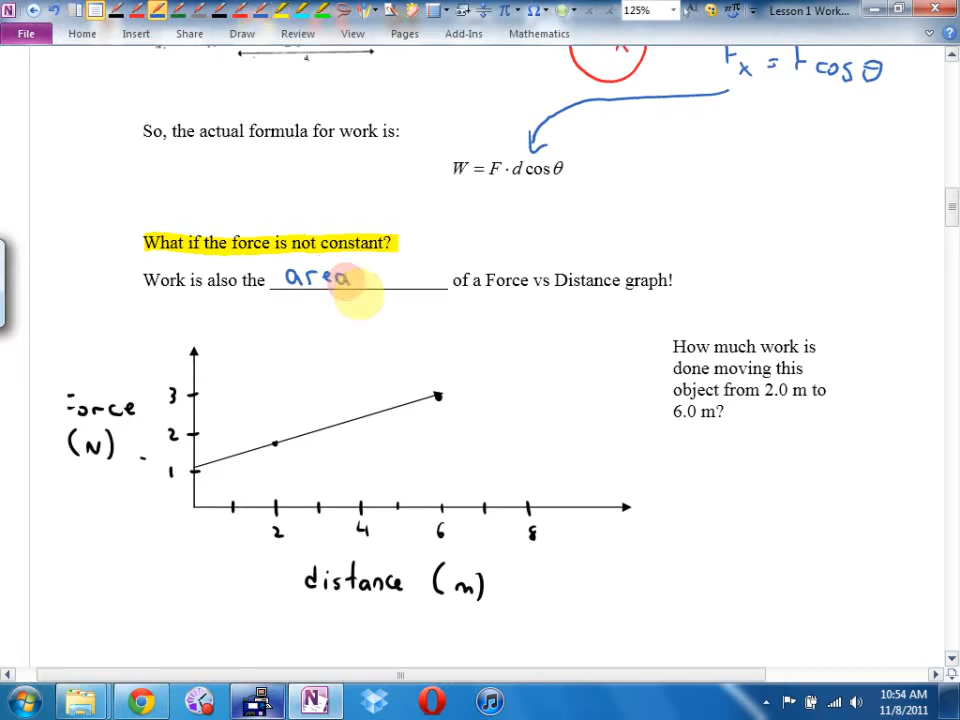 125%
Lesson 1 Work...
File Home Insert Share Draw Review View Pages Add-Ins Mathematics
Fx = F cosθ
So, the actual formula for work is:
W = F · d cosθ
What if the force is not constant?
Work is also the area of a Force vs Distance graph!
How much work is
done moving this
object from 2.0 m to
6.0 m?
Force
(N)
3
2
1
2 4 6 8
distance (m)
10:54 AM
11/8/2011